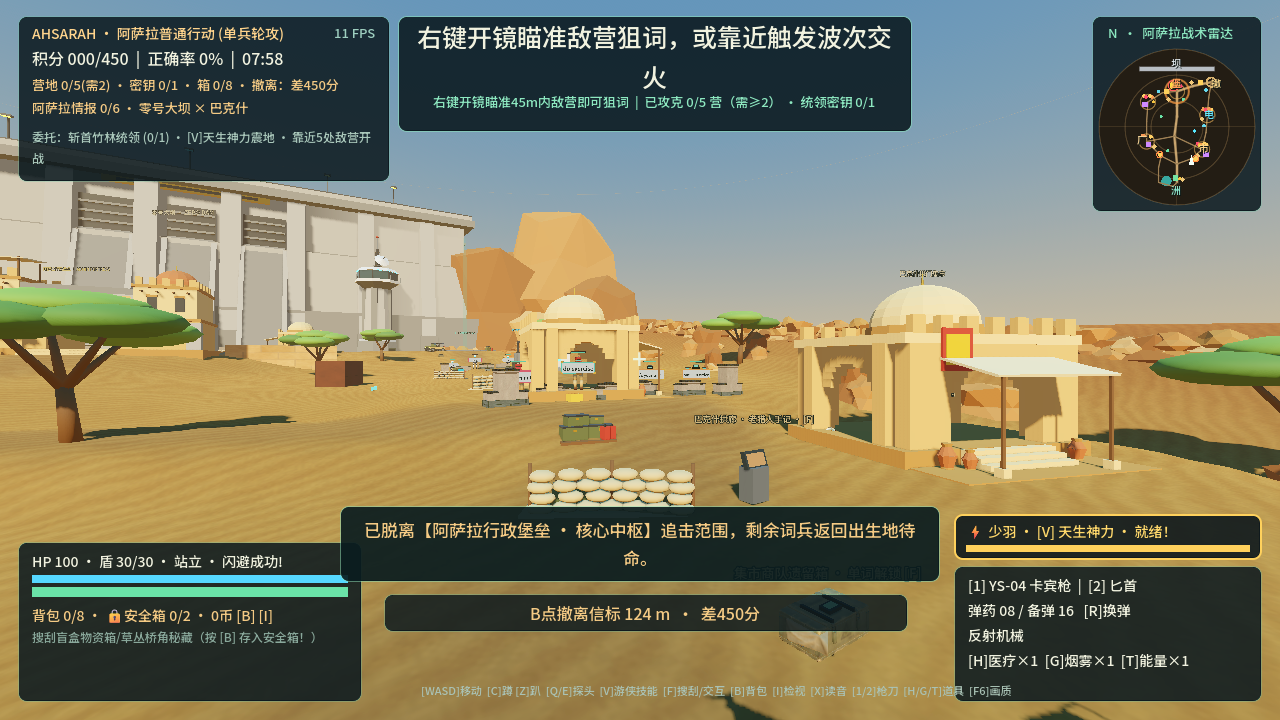 AHSARAH · 阿萨拉普通行动 (单兵轮攻)
11 FPS
积分 000/450 | 正确率 0% | 07:58
营地 0/5(需2) · 密钥 0/1 · 箱 0/8 · 撤离: 差450分
阿萨拉情报 0/6 · 零号大坝 × 巴克什
委托: 斩首竹林统领 (0/1) · [V]天生神力震地 · 靠近5处敌营开
战
右键开镜瞄准敌营狙词，或靠近触发波次交
火
右键开镜瞄准45m内敌营即可狙词 | 已攻克 0/5 营（需≥2） · 统领密钥 0/1
N · 阿萨拉战术雷达
坝
电
市
洲
do exercise
已脱离【阿萨拉行政堡垒 · 核心中枢】追击范围，剩余词兵返回出生地待
命。
B点撤离信标 124 m · 差450分
HP 100 · 盾 30/30 · 站立 · 闪避成功!
背包 0/8 · 🔒安全箱 0/2 · 0币 [B] [I]
搜刮盲盒物资箱/草丛桥角秘藏（按 [B] 存入安全箱！）
⚡ 少羽 · [V] 天生神力 · 就绪!
[1] YS-04 卡宾枪 | [2] 匕首
弹药 08 / 备弹 16 [R]换弹
反射机械
[H]医疗×1 [G]烟雾×1 [T]能量×1
[WASD]移动 [C]蹲 [Z]趴 [Q/E]探头 [V]游侠技能 [F]搜刮/交互 [B]背包 [I]检视 [X]读音 [1/2]枪刀 [H/G/T]道具 [F6]画质